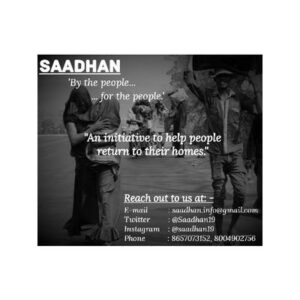 SAADHAN
'By the people...
... for the people.'
"An initiative to help people
return to their homes."
Reach out to us at: -
E-mail : saadhan.info@gmail.com
Twitter : @Saadhan19
Instagram : @saadhan19
Phone : 8657073152, 8004902756